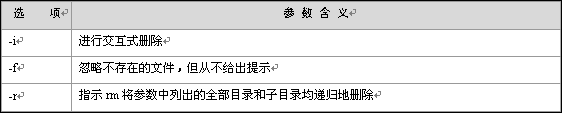 选 项 参 数 含 义
-i 进行交互式删除
-f 忽略不存在的文件，但从不给出提示
-r 指示 rm 将参数中列出的全部目录和子目录均递归地删除